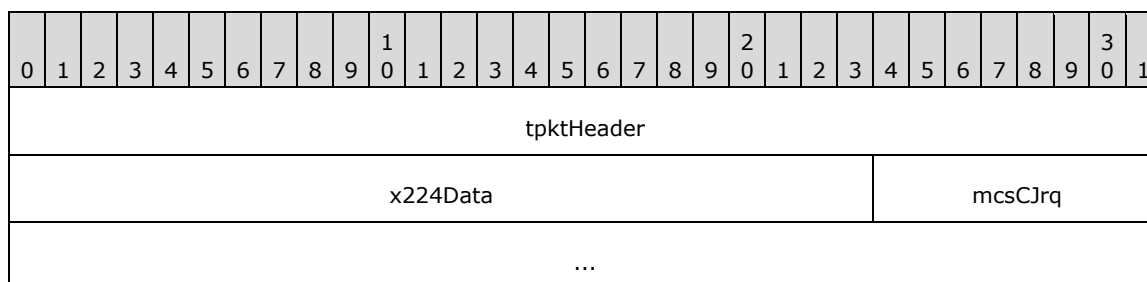 1 2 3
0 1 2 3 4 5 6 7 8 9 0 1 2 3 4 5 6 7 8 9 0 1 2 3 4 5 6 7 8 9 0 1
tpktHeader
x224Data mcsCJrq
...